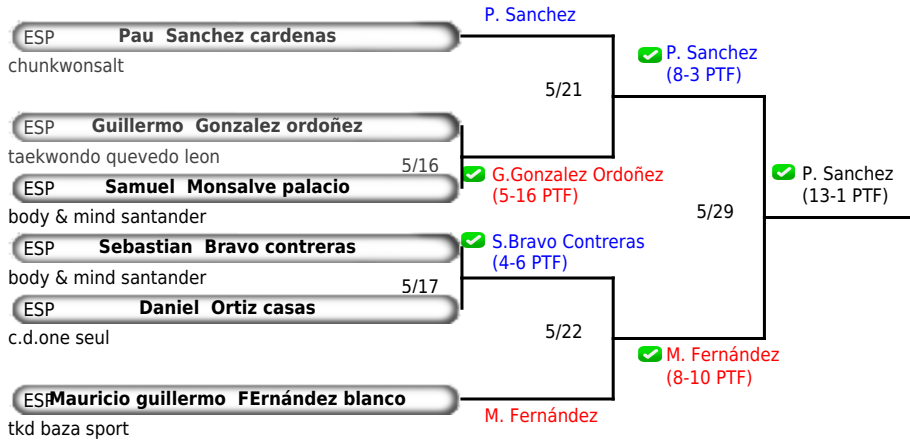 P. Sanchez
ESP Pau Sanchez cardenas
chunkwonsalt
P. Sanchez
(8-3 PTF)
5/21
ESP Guillermo Gonzalez ordoñez
taekwondo quevedo leon
5/16
ESP Samuel Monsalve palacio
body & mind santander
G.Gonzalez Ordoñez
(5-16 PTF)
P. Sanchez
(13-1 PTF)
5/29
ESP Sebastian Bravo contreras
body & mind santander
S.Bravo Contreras
(4-6 PTF)
5/17
ESP Daniel Ortiz casas
c.d.one seul
5/22
M. Fernández
(8-10 PTF)
ESP Mauricio guillermo FErnández blanco
tkd baza sport
M. Fernández